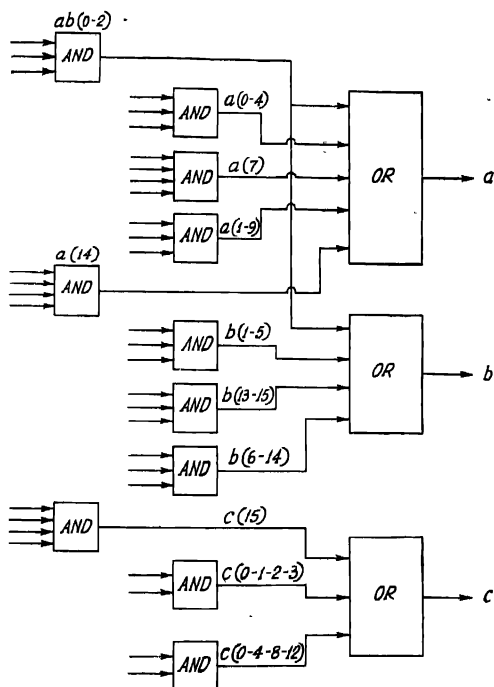 ab(0-2)
AND
a(0-4)
AND
a(7)
AND
OR
a
AND
a(1-9)
a(14)
AND
b(1-5)
AND
b(13-15)
AND
OR
b
b(6-14)
AND
c(15)
AND
c(0-1-2-3)
AND
OR
c
c(0-4-8-12)
AND